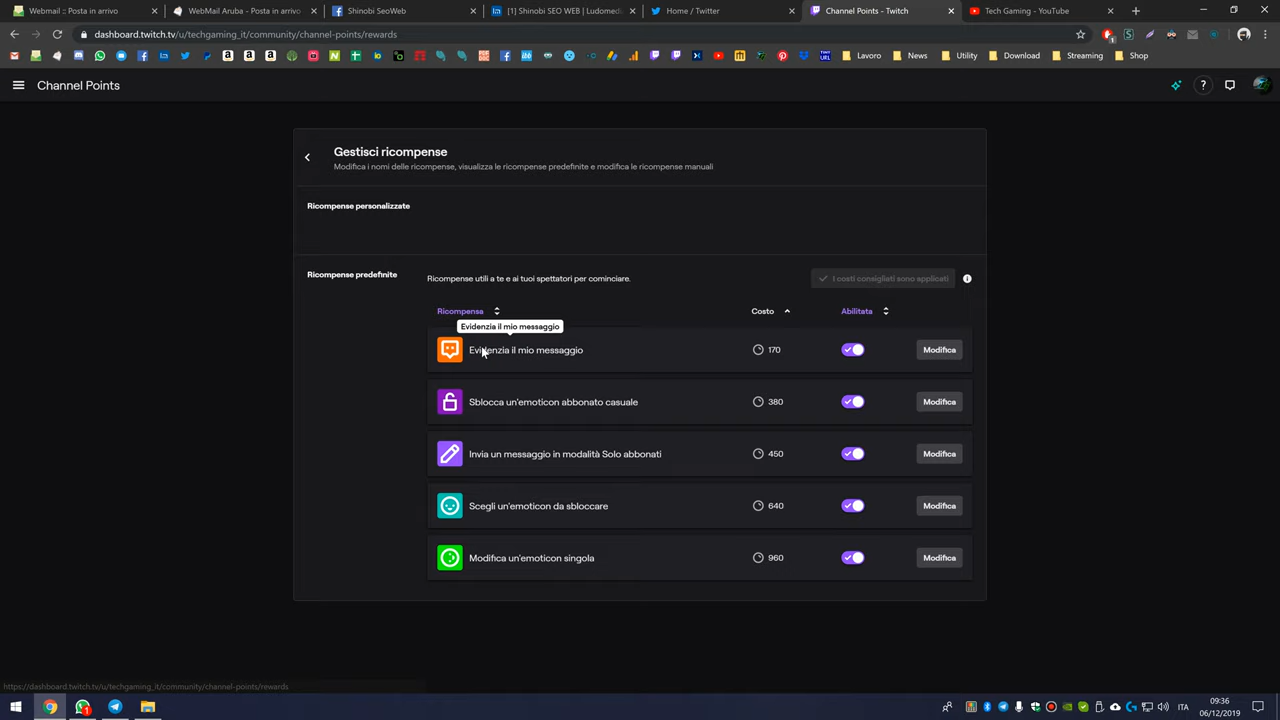 Webmail :: Posta in arrivo
WebMail Aruba - Posta in arrivo
Shinobi SeoWeb
[1] Shinobi SEO WEB | Ludomedi
Home / Twitter
Channel Points - Twitch
Tech Gaming - YouTube
dashboard.twitch.tv/u/techgaming_it/community/channel-points/rewards
Lavoro
News
Utility
Download
Streaming
Shop
Channel Points
Gestisci ricompense
Modifica i nomi delle ricompense, visualizza le ricompense predefinite e modifica le ricompense manuali
Ricompense personalizzate
Ricompense predefinite
Ricompense utili a te e ai tuoi spettatori per cominciare.
I costi consigliati sono applicati
Ricompensa
Costo
Abilitata
Evidenzia il mio messaggio
Evidenzia il mio messaggio
170
Modifica
Sblocca un'emoticon abbonato casuale
380
Modifica
Invia un messaggio in modalità Solo abbonati
450
Modifica
Scegli un'emoticon da sbloccare
640
Modifica
Modifica un'emoticon singola
960
Modifica
https://dashboard.twitch.tv/u/techgaming_it/community/channel-points/rewards
1
ITA
09:36
06/12/2019